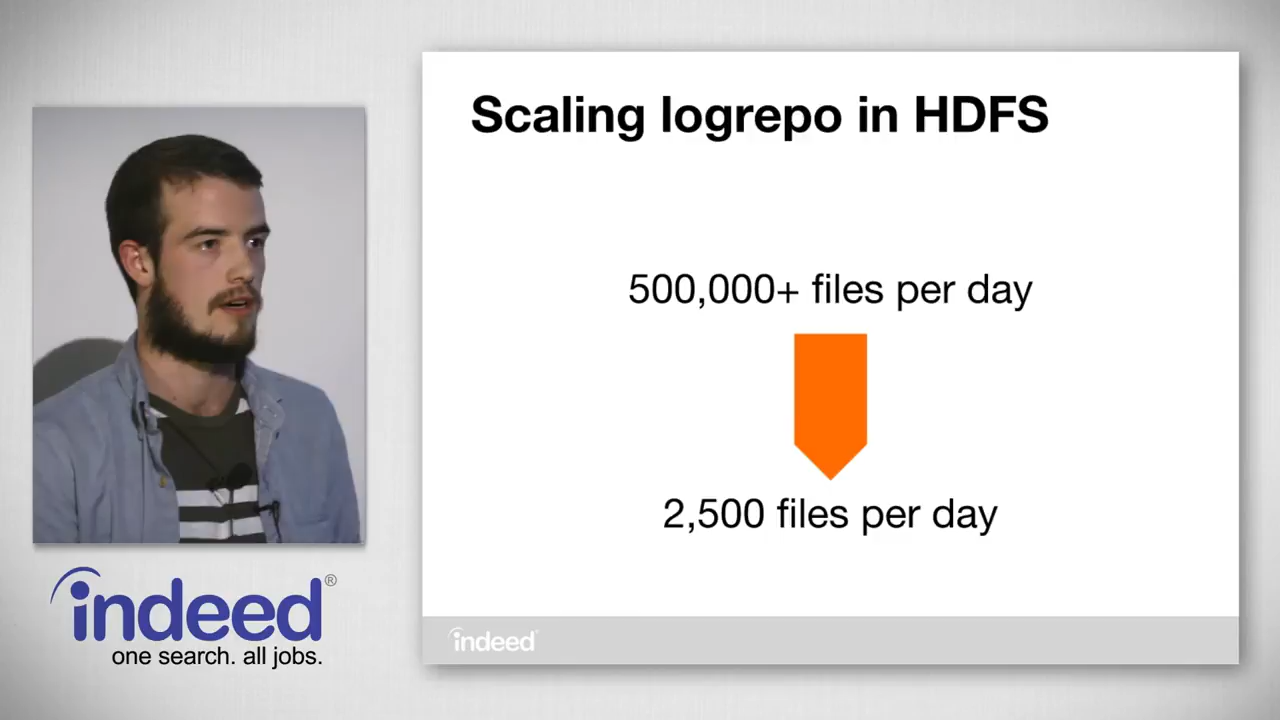 Scaling logrepo in HDFS
500,000+ files per day
2,500 files per day
indeed®
one search. all jobs.
indeed®